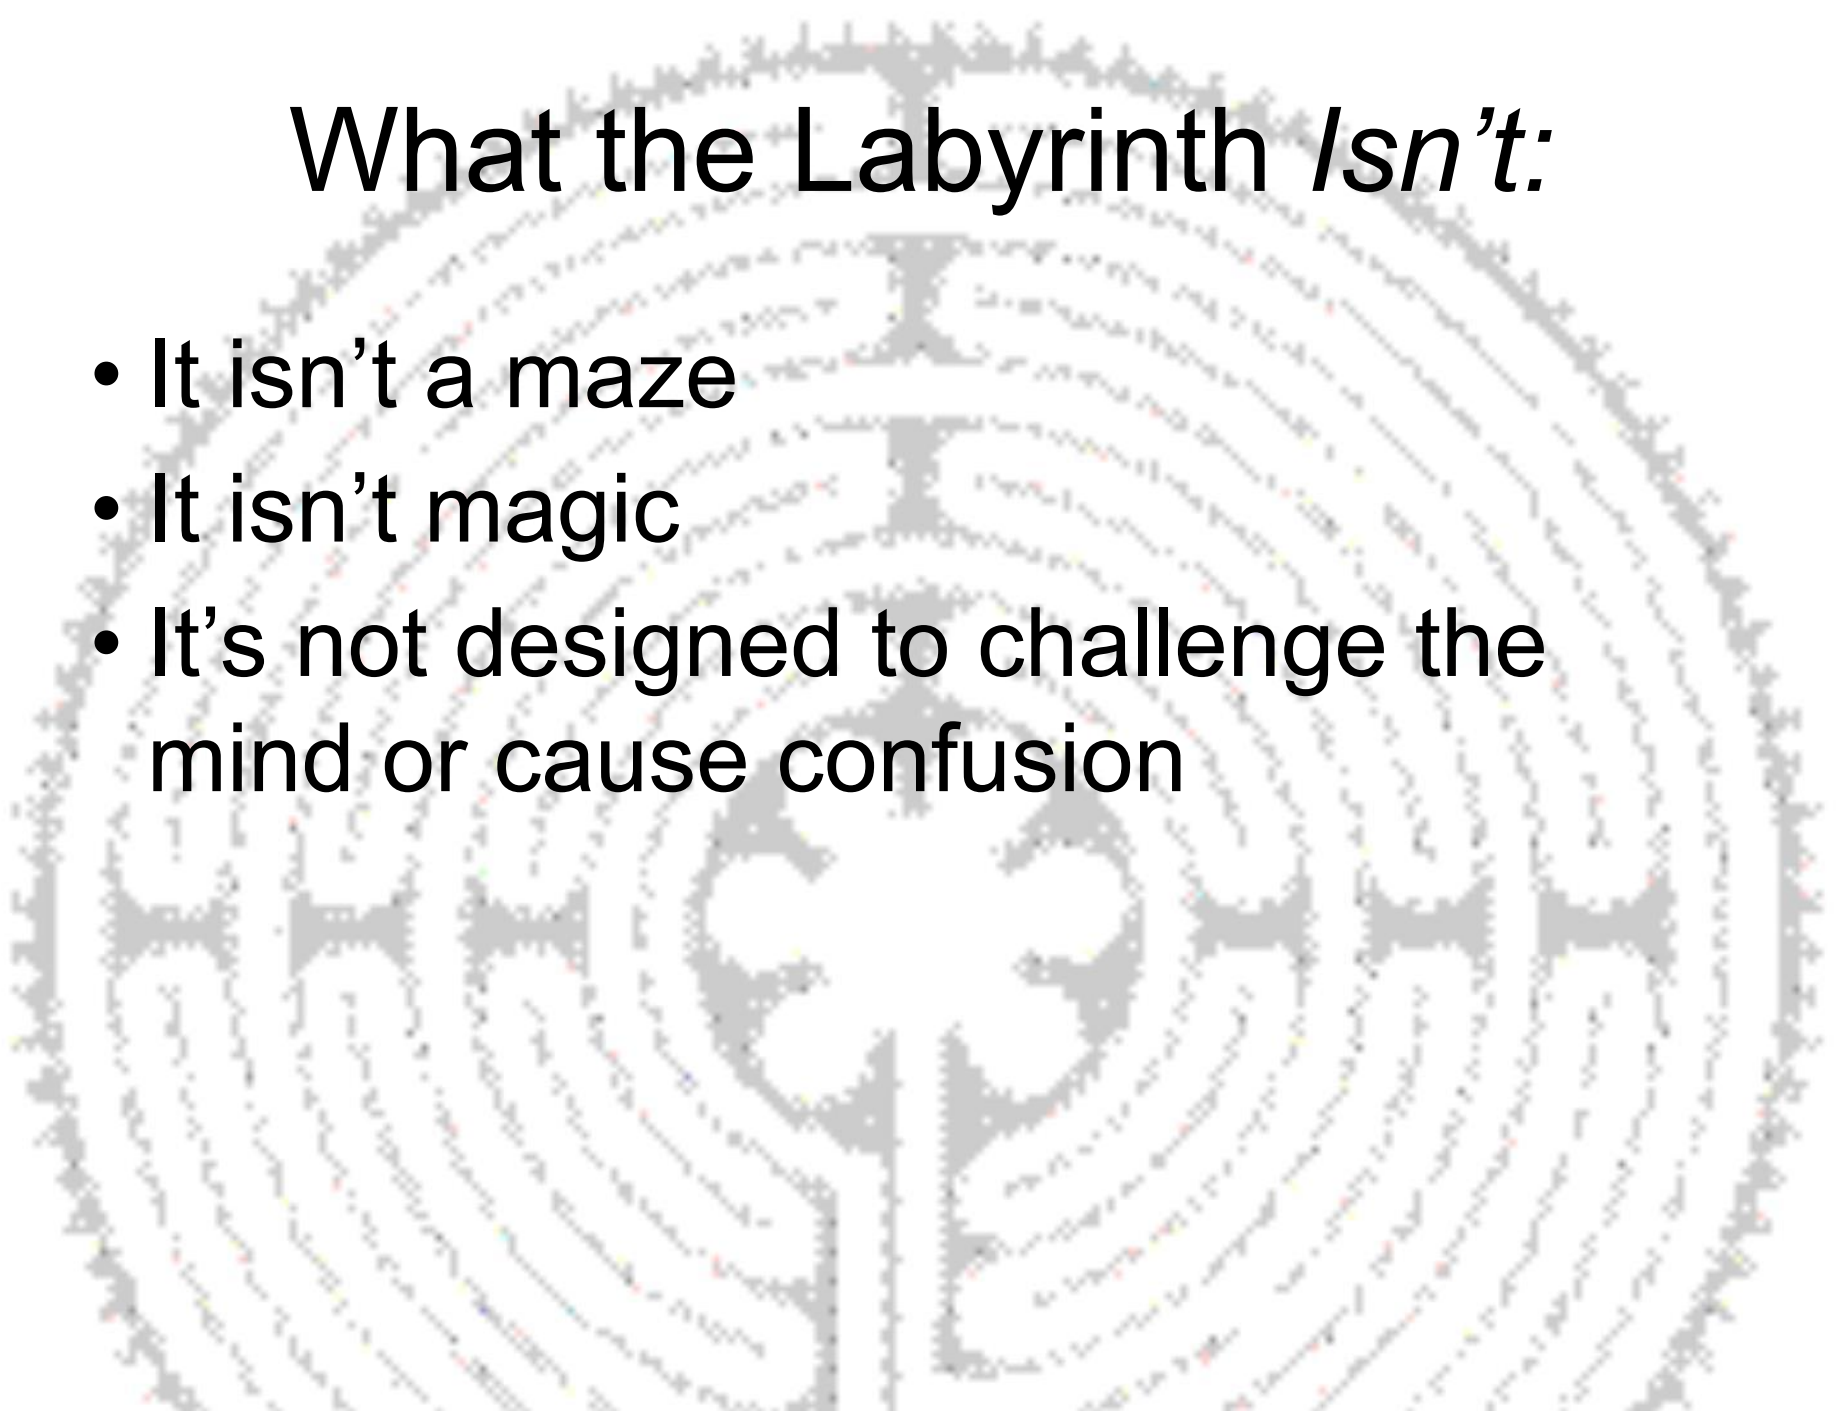 What the Labyrinth Isn’t:
• It isn’t a maze
• It isn’t magic
• It’s not designed to challenge the
mind or cause confusion